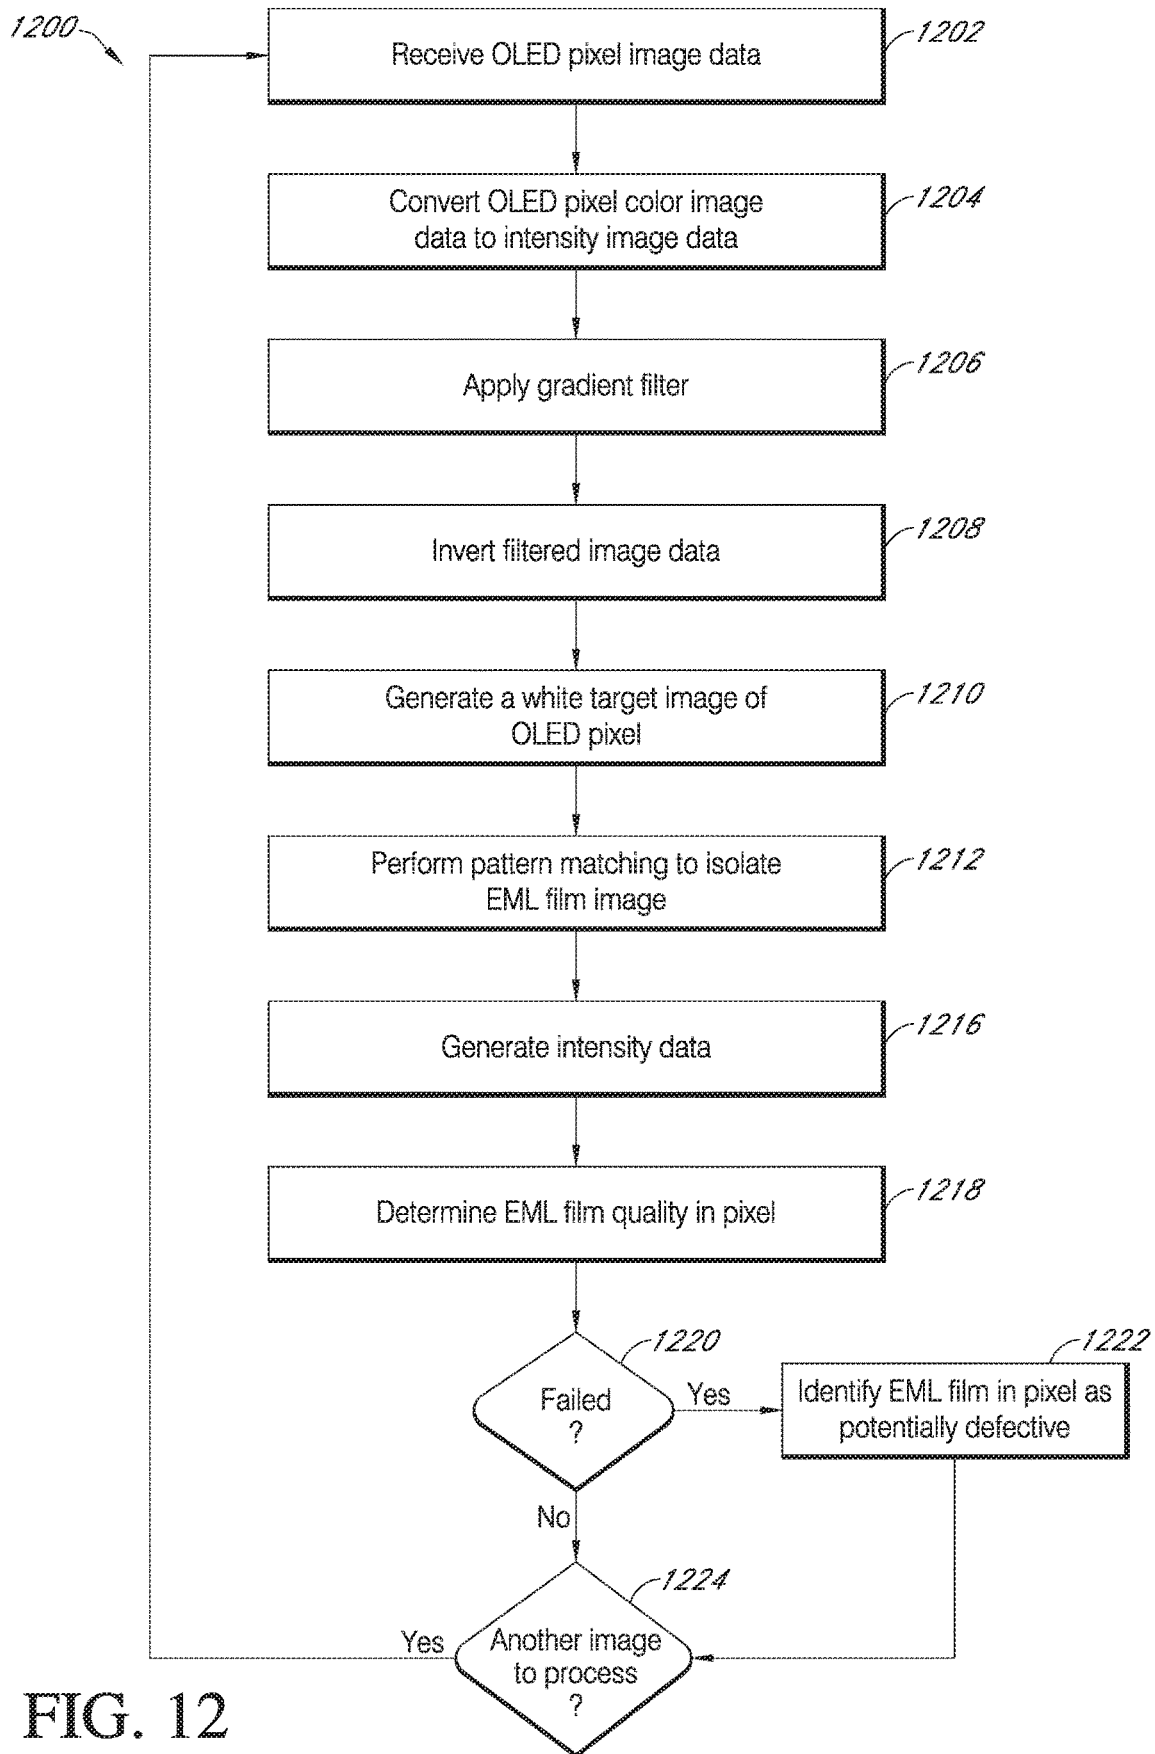 1200
Receive OLED pixel image data
1202
Convert OLED pixel color image
data to intensity image data
1204
Apply gradient filter
1206
Invert filtered image data
1208
Generate a white target image of
OLED pixel
1210
Perform pattern matching to isolate
EML film image
1212
Generate intensity data
1216
Determine EML film quality in pixel
1218
Failed
?
1220
Yes
Identify EML film in pixel as
potentially defective
1222
No
Another image
to process
?
1224
Yes
FIG. 12